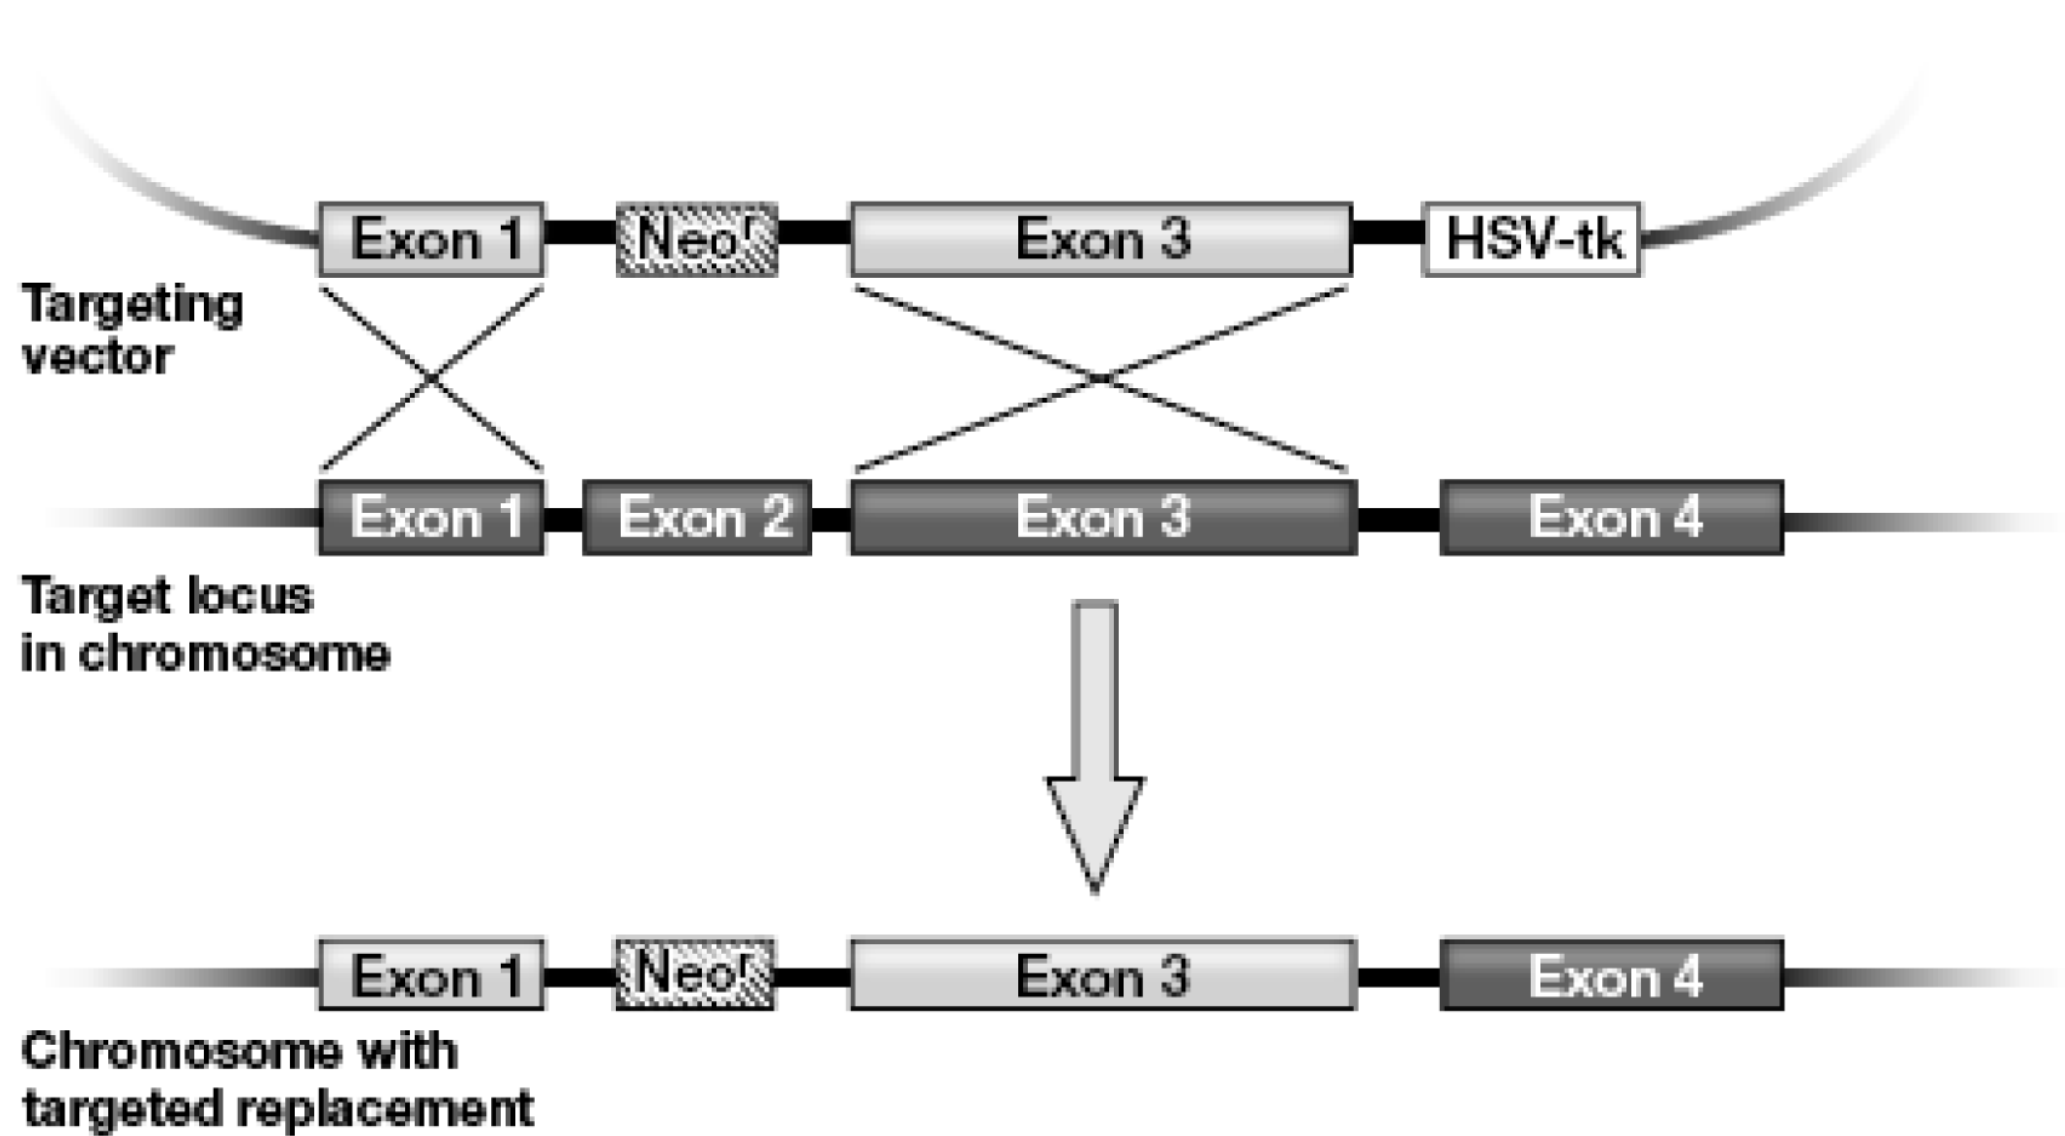 Exon 1 Neoʳ Exon 3 HSV-tk
Targeting
vector
Exon 1 Exon 2 Exon 3 Exon 4
Target locus
in chromosome
Exon 1 Neoʳ Exon 3 Exon 4
Chromosome with
targeted replacement